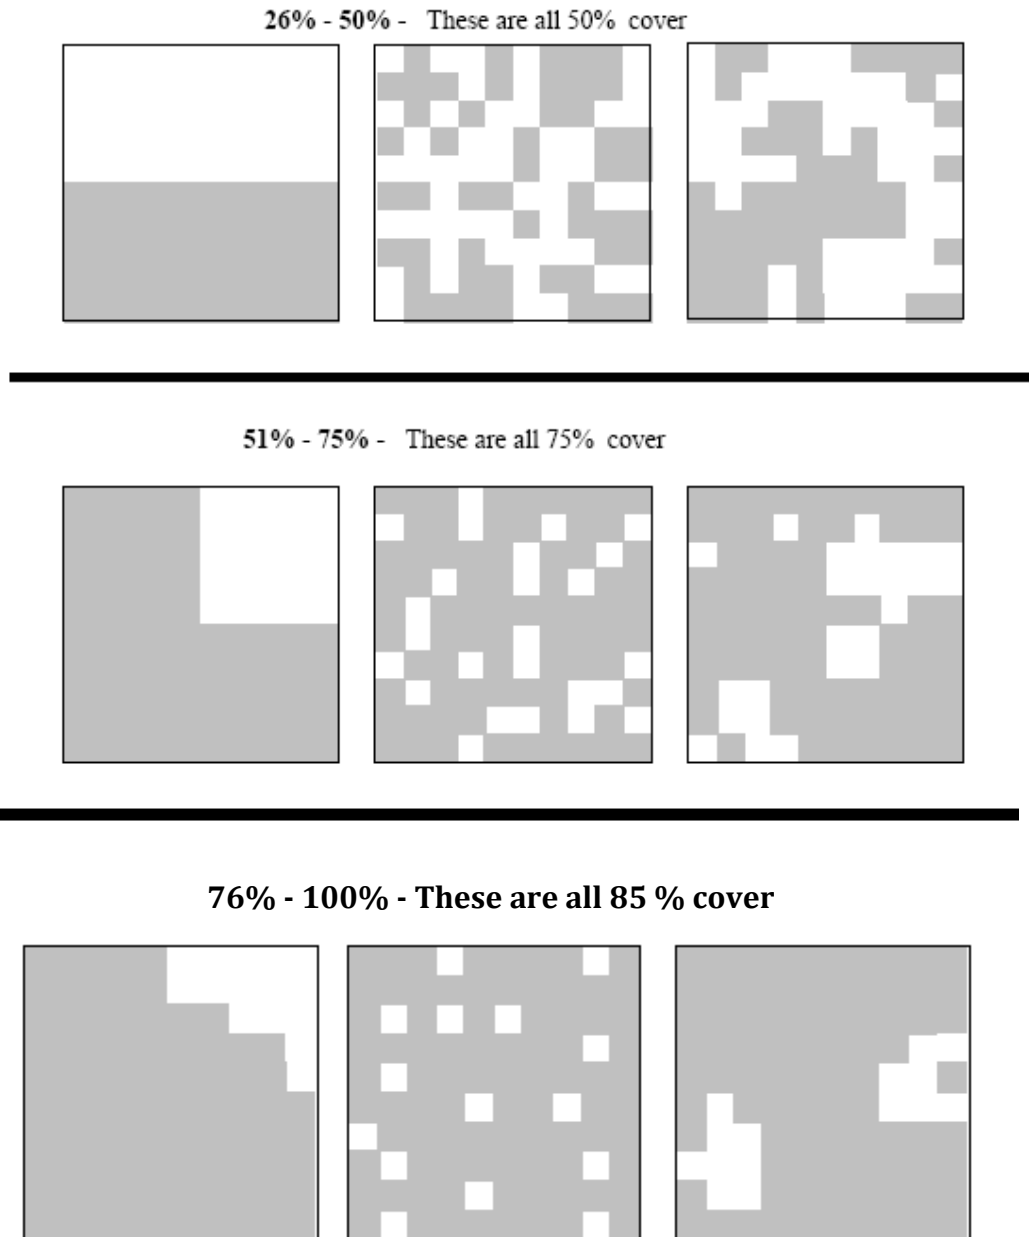 26% - 50% - These are all 50% cover
51% - 75% - These are all 75% cover
76% - 100% - These are all 85 % cover